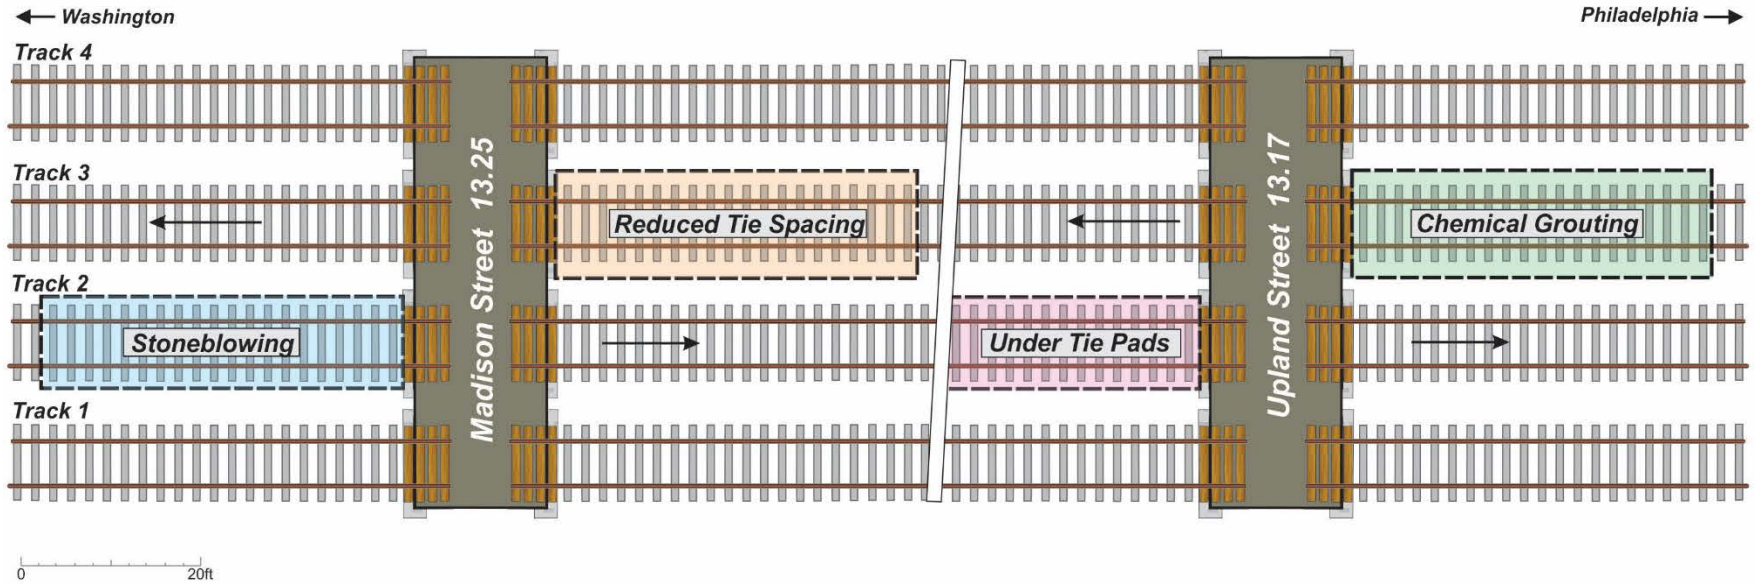 Washington
Philadelphia
Track 4
Track 3
Track 2
Track 1
Madison Street 13.25
Reduced Tie Spacing
Upland Street 13.17
Chemical Grouting
Stoneblowing
Under Tie Pads
0
20ft